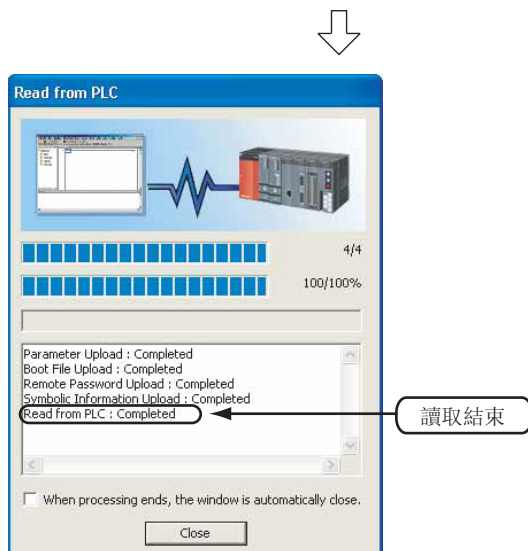 Read from PLC
4/4
100/100%
Parameter Upload : Completed
Boot File Upload : Completed
Remote Password Upload : Completed
Symbolic Information Upload : Completed
Read from PLC : Completed
讀取結束
When processing ends, the window is automatically close.
Close